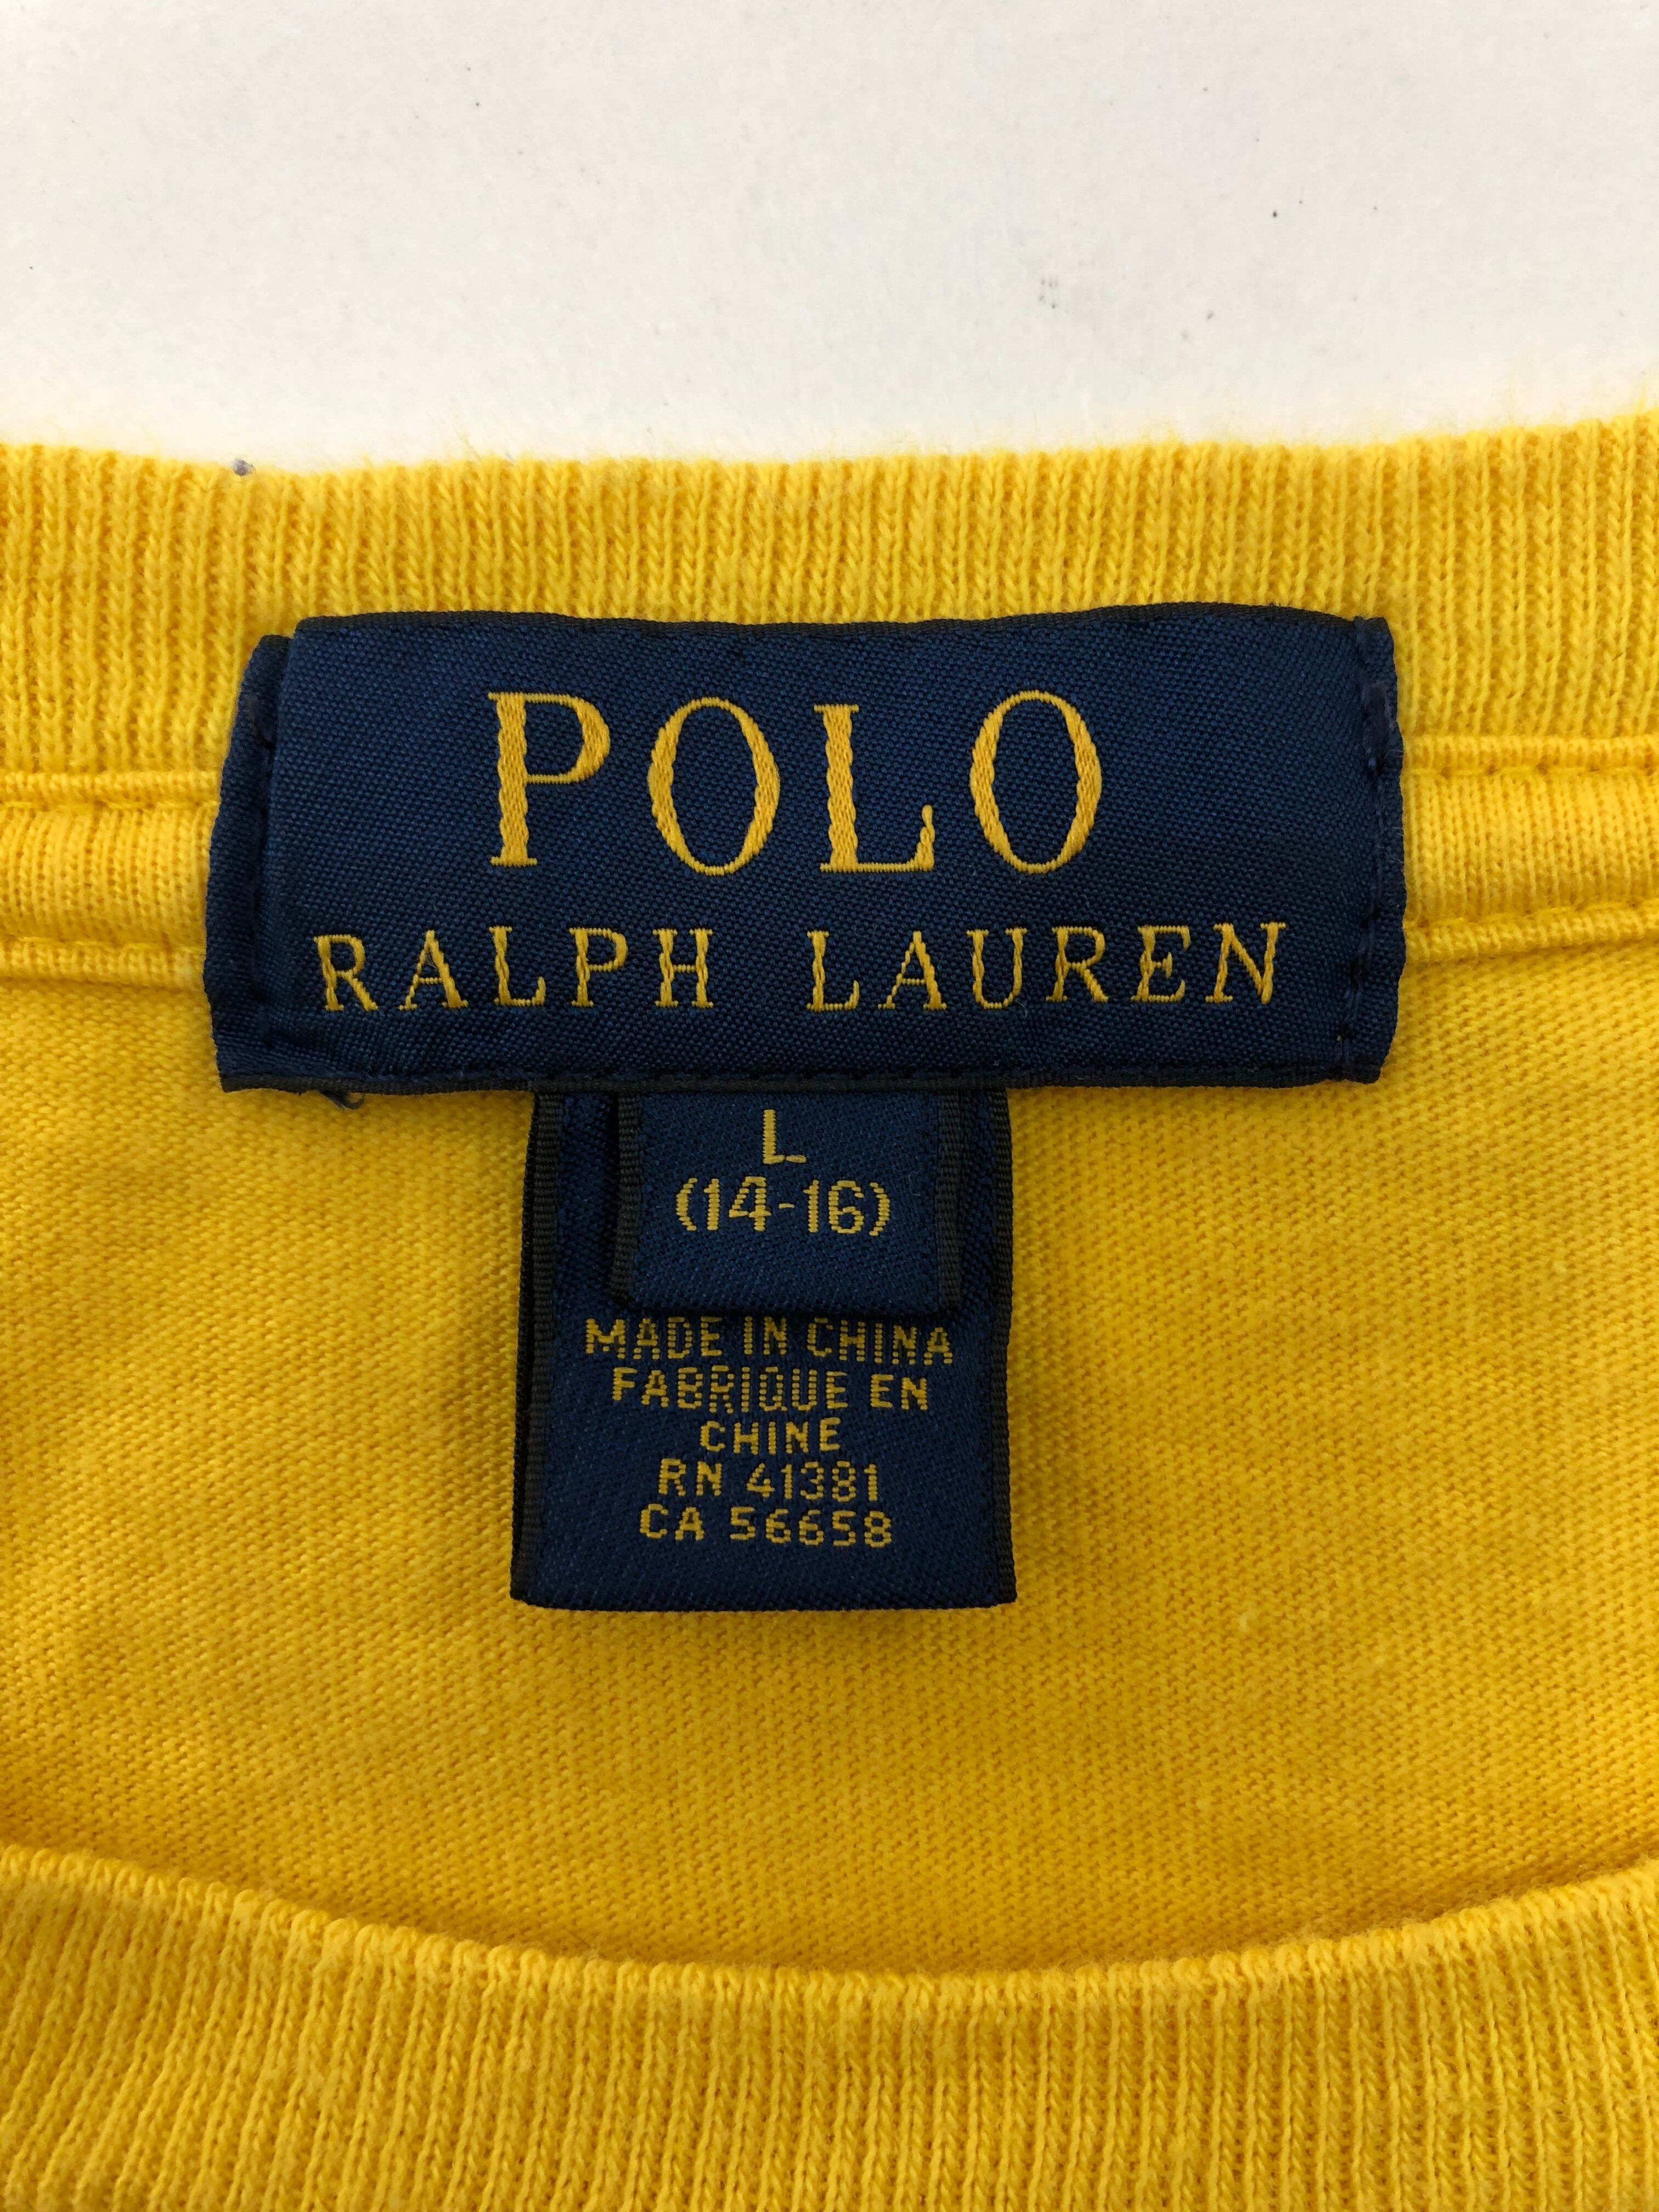 POLO
RALPH LAUREN
L
(14-16)
MADE IN CHINA
FABRIQUE EN
CHINE
RN 41381
CA 56658